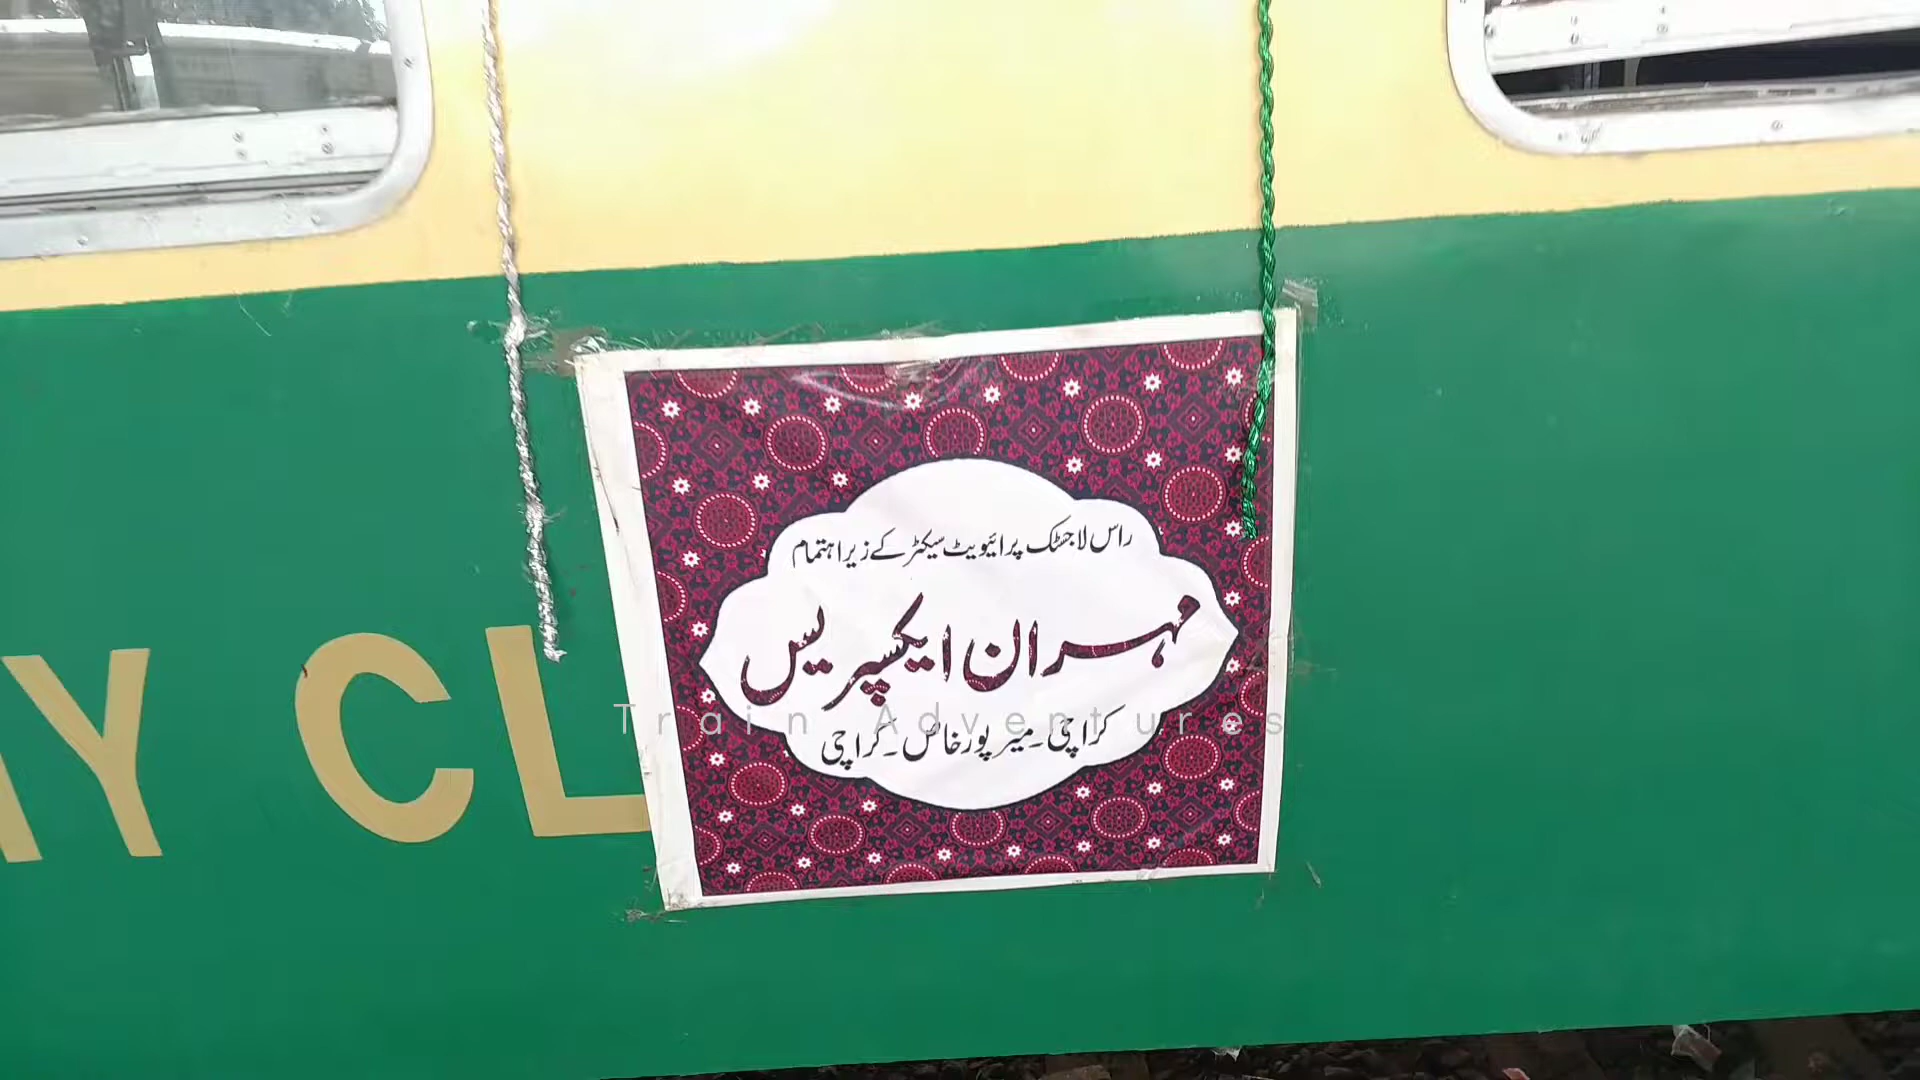 راس لاجسٹک پرائیویٹ سیکٹر کے زیر اہتمام
مہران ایکسپریس
کراچی۔میرپورخاص۔کراچی
Y CL
Train Adventures